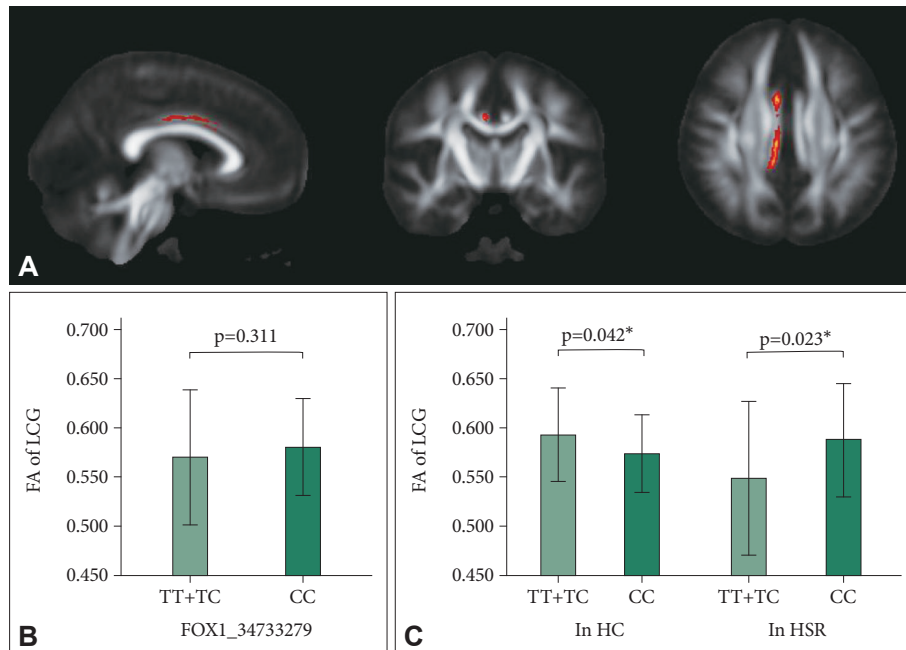 A
0.700
0.650
0.600
0.550
0.500
0.450
FA of LCG
p=0.311
TT+TC CC
FOX1_34733279
B
0.700
0.650
0.600
0.550
0.500
0.450
FA of LCG
p=0.042* p=0.023*
TT+TC CC TT+TC CC
In HC In HSR
C